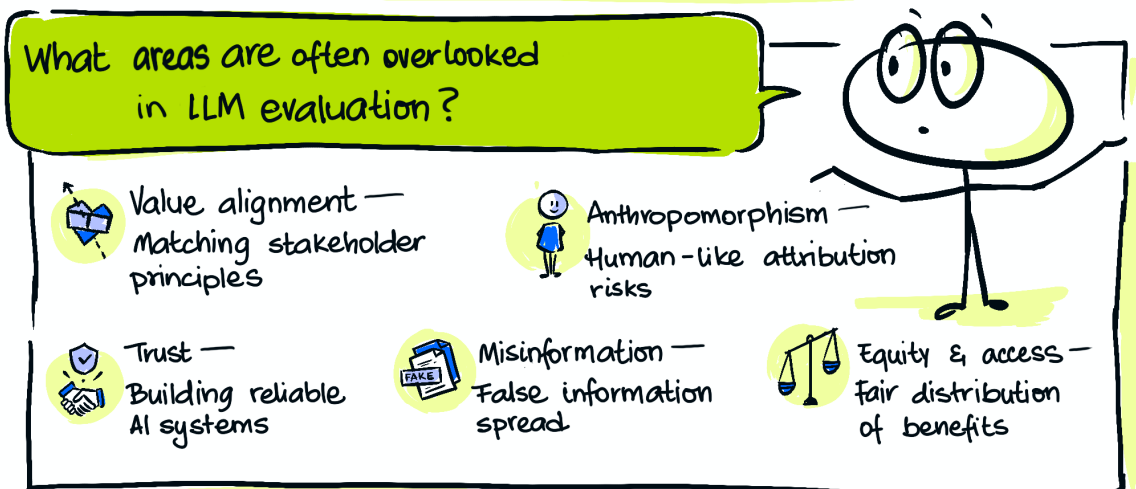 What areas are often overlooked
in LLM evaluation?
Value alignment —
Matching stakeholder
principles
Anthropomorphism —
Human-like attribution
risks
Trust —
Building reliable
AI systems
FAKE
Misinformation —
False information
spread
Equity & access —
Fair distribution
of benefits